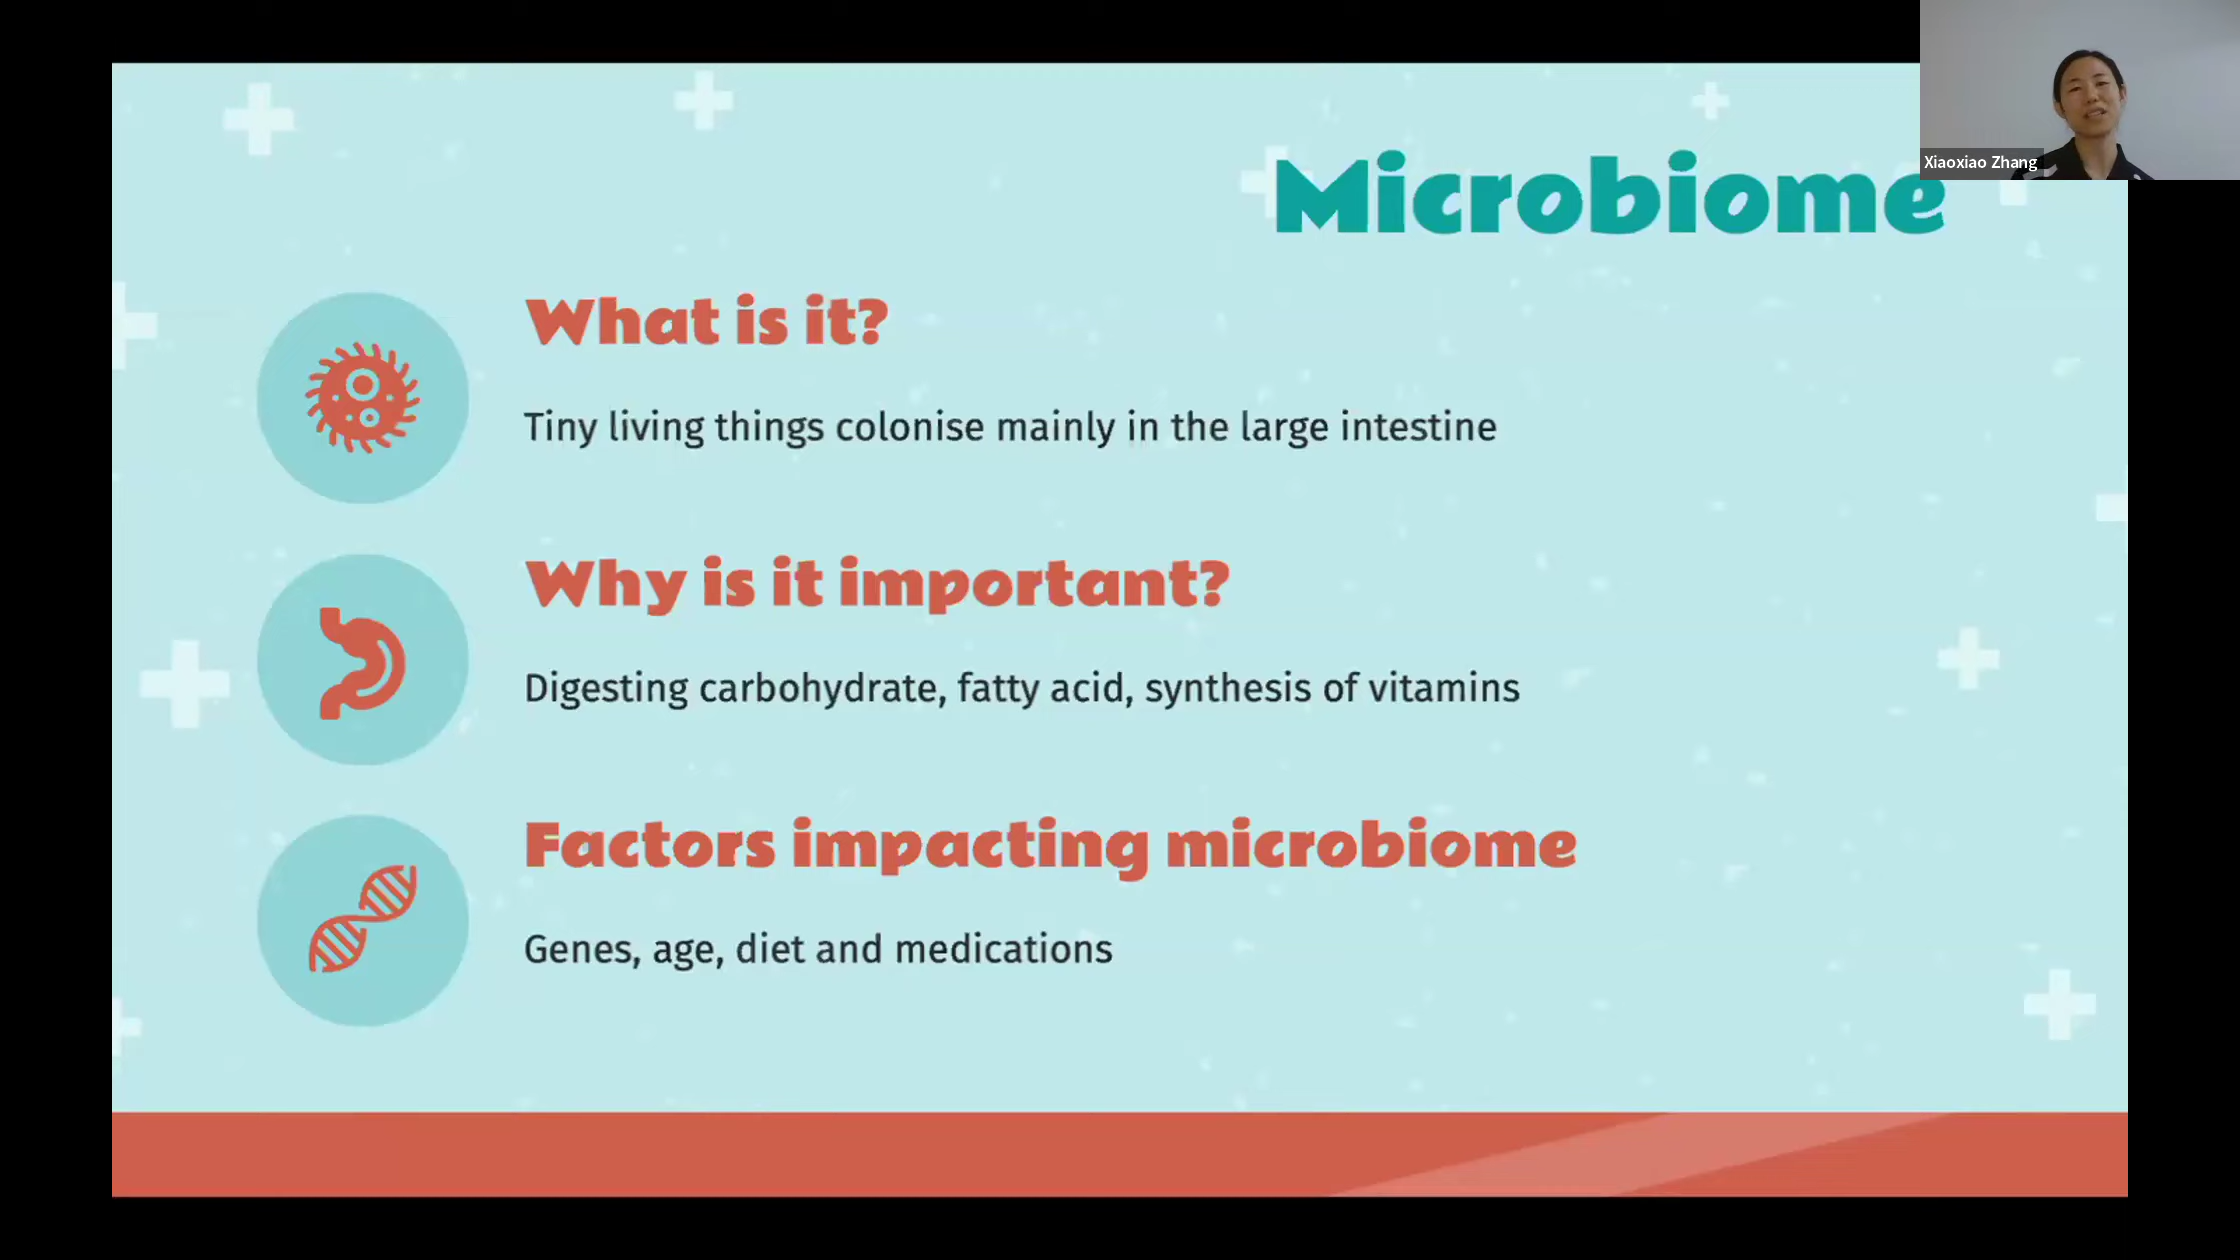 Xiaoxiao Zhang
Microbiome
What is it?
Tiny living things colonise mainly in the large intestine
Why is it important?
Digesting carbohydrate, fatty acid, synthesis of vitamins
Factors impacting microbiome
Genes, age, diet and medications